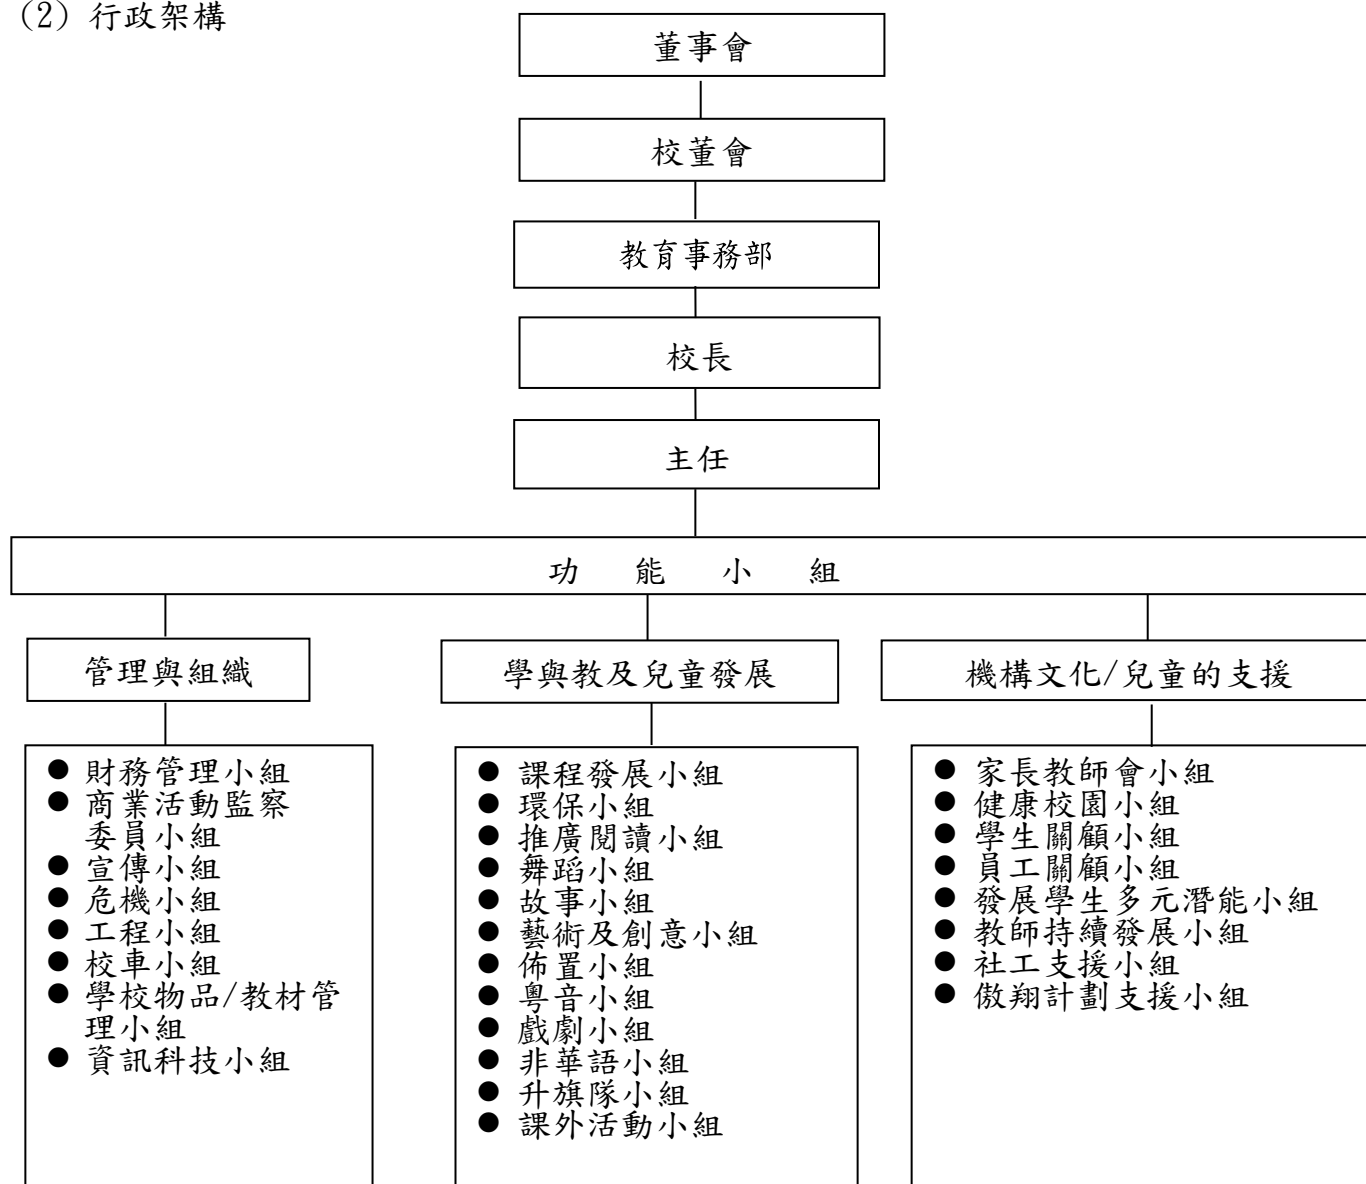 (2) 行政架構
董事會
校董會
教育事務部
校長
主任
功 能 小 組
管理與組織
● 財務管理小組
● 商業活動監察
委員小組
● 宣傳小組
● 危機小組
● 工程小組
● 校車小組
● 學校物品/教材管
理小組
● 資訊科技小組
學與教及兒童發展
● 課程發展小組
● 環保小組
● 推廣閱讀小組
● 舞蹈小組
● 故事小組
● 藝術及創意小組
● 佈置小組
● 粵音小組
● 戲劇小組
● 非華語小組
● 升旗隊小組
● 課外活動小組
機構文化/兒童的支援
● 家長教師會小組
● 健康校園小組
● 學生關顧小組
● 員工關顧小組
● 發展學生多元潛能小組
● 教師持續發展小組
● 社工支援小組
● 傲翔計劃支援小組